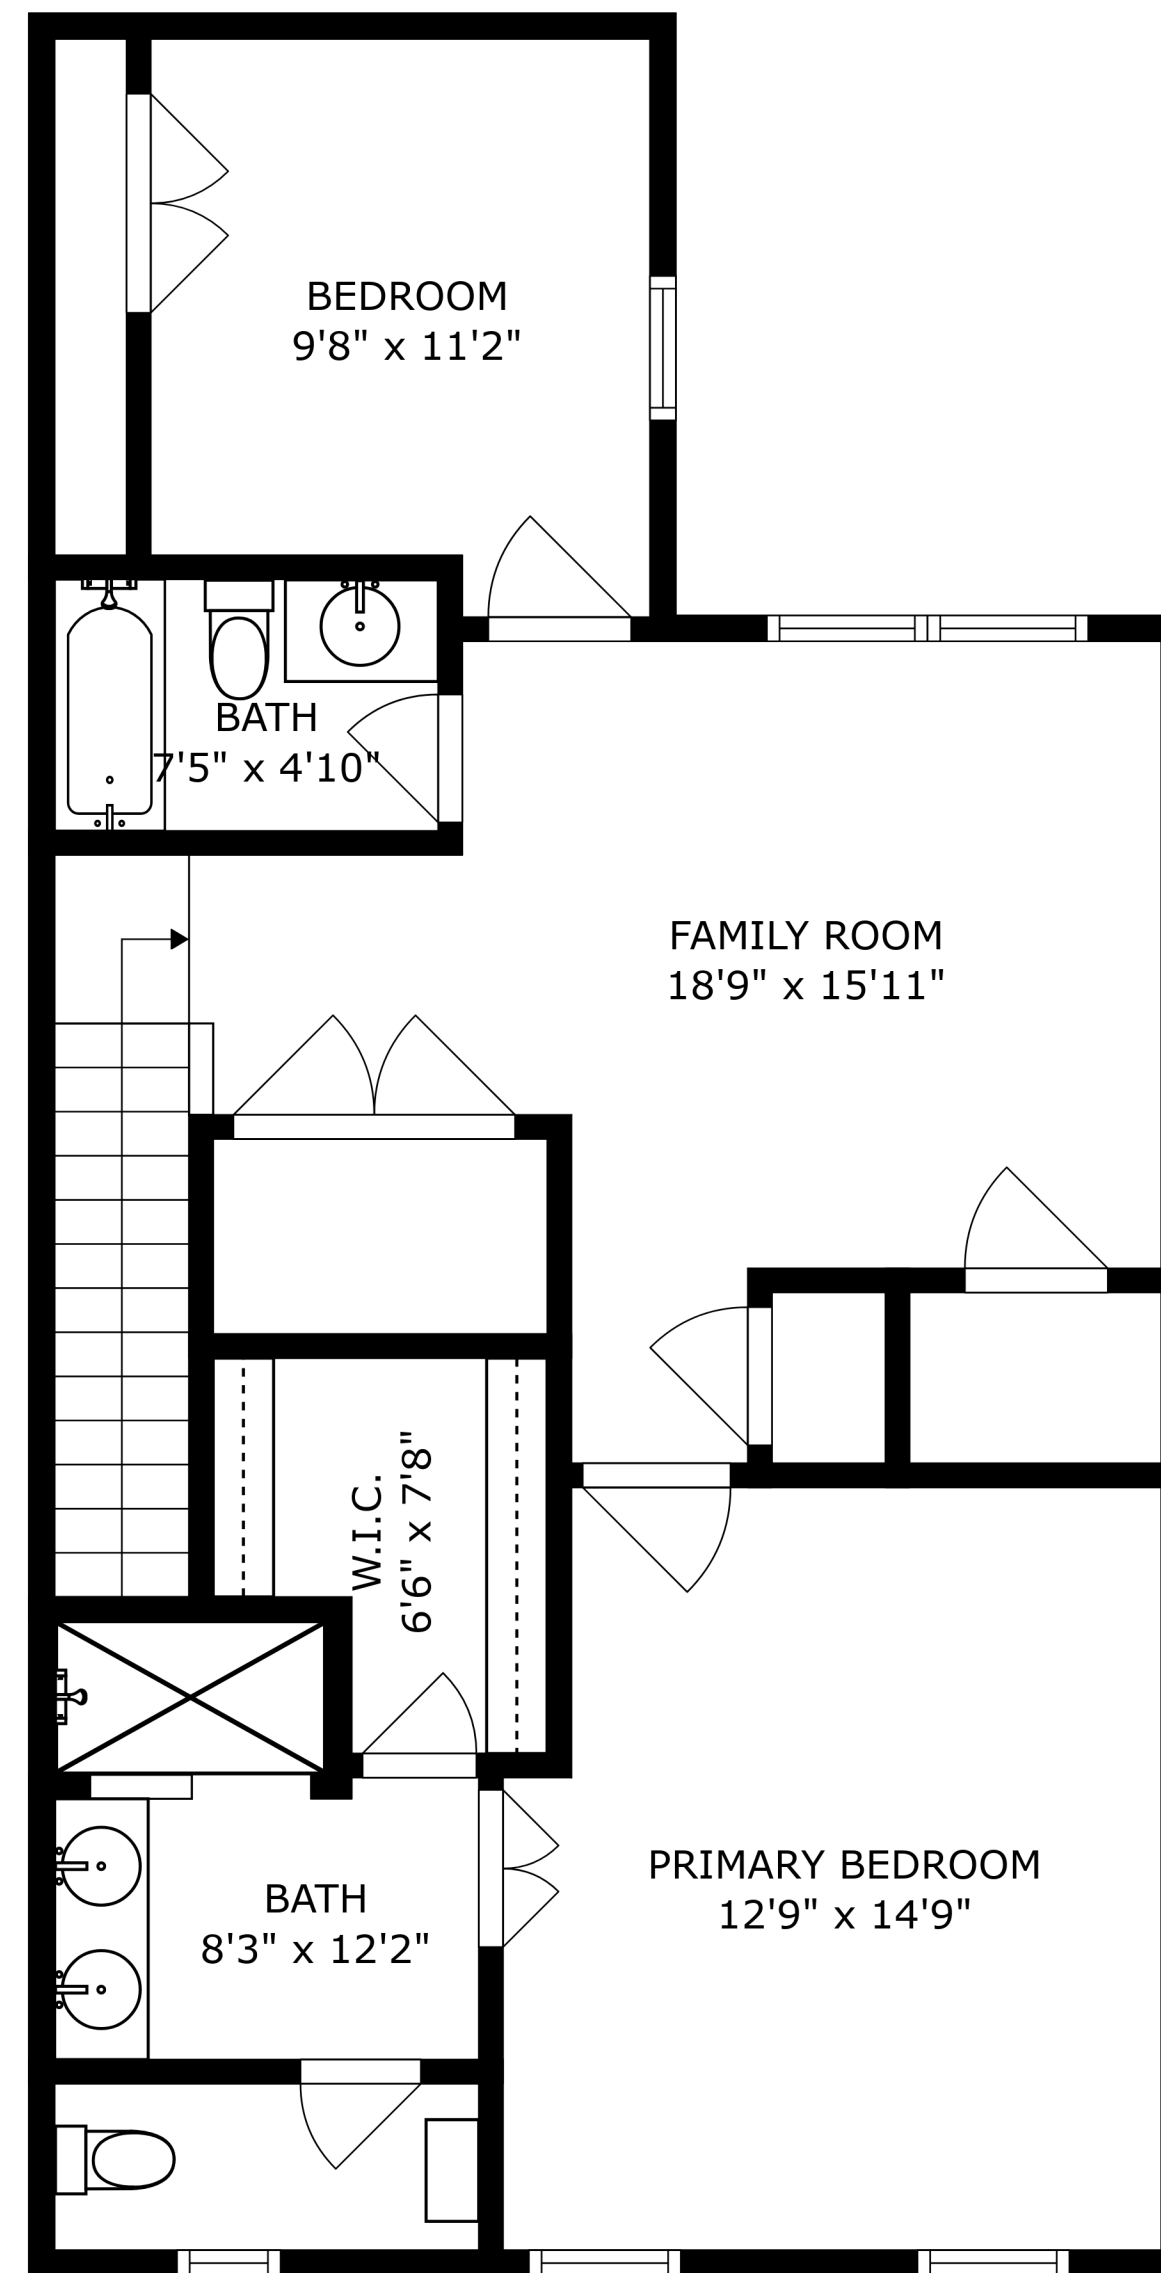 BEDROOM
9'8" x 11'2"
BATH
7'5" x 4'10"
FAMILY ROOM
18'9" x 15'11"
W.I.C.
6'6" x 7'8"
PRIMARY BEDROOM
12'9" x 14'9"
BATH
8'3" x 12'2"